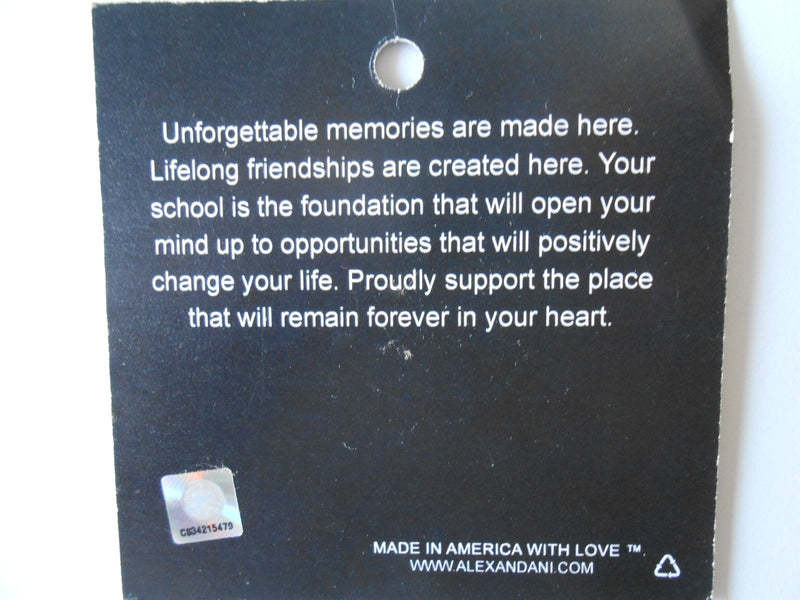 Unforgettable memories are made here.
Lifelong friendships are created here. Your
school is the foundation that will open your
mind up to opportunities that will positively
change your life. Proudly support the place
that will remain forever in your heart.
C834215479
MADE IN AMERICA WITH LOVE ™.
WWW.ALEXANDANI.COM